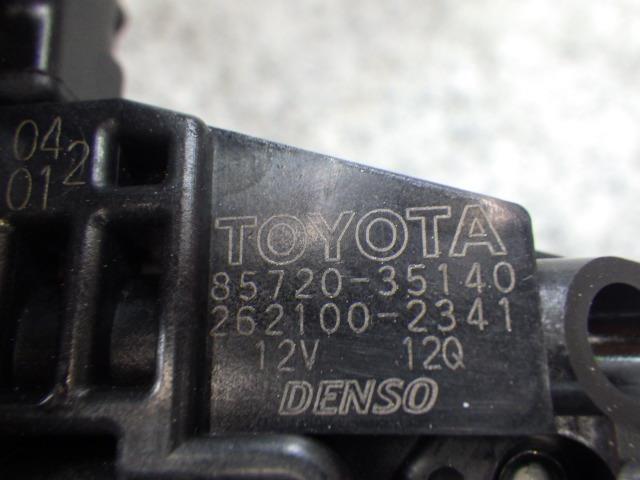 04
01 2
TOYOTA
85720-35140
262100-2341
12V 12Q
DENSO